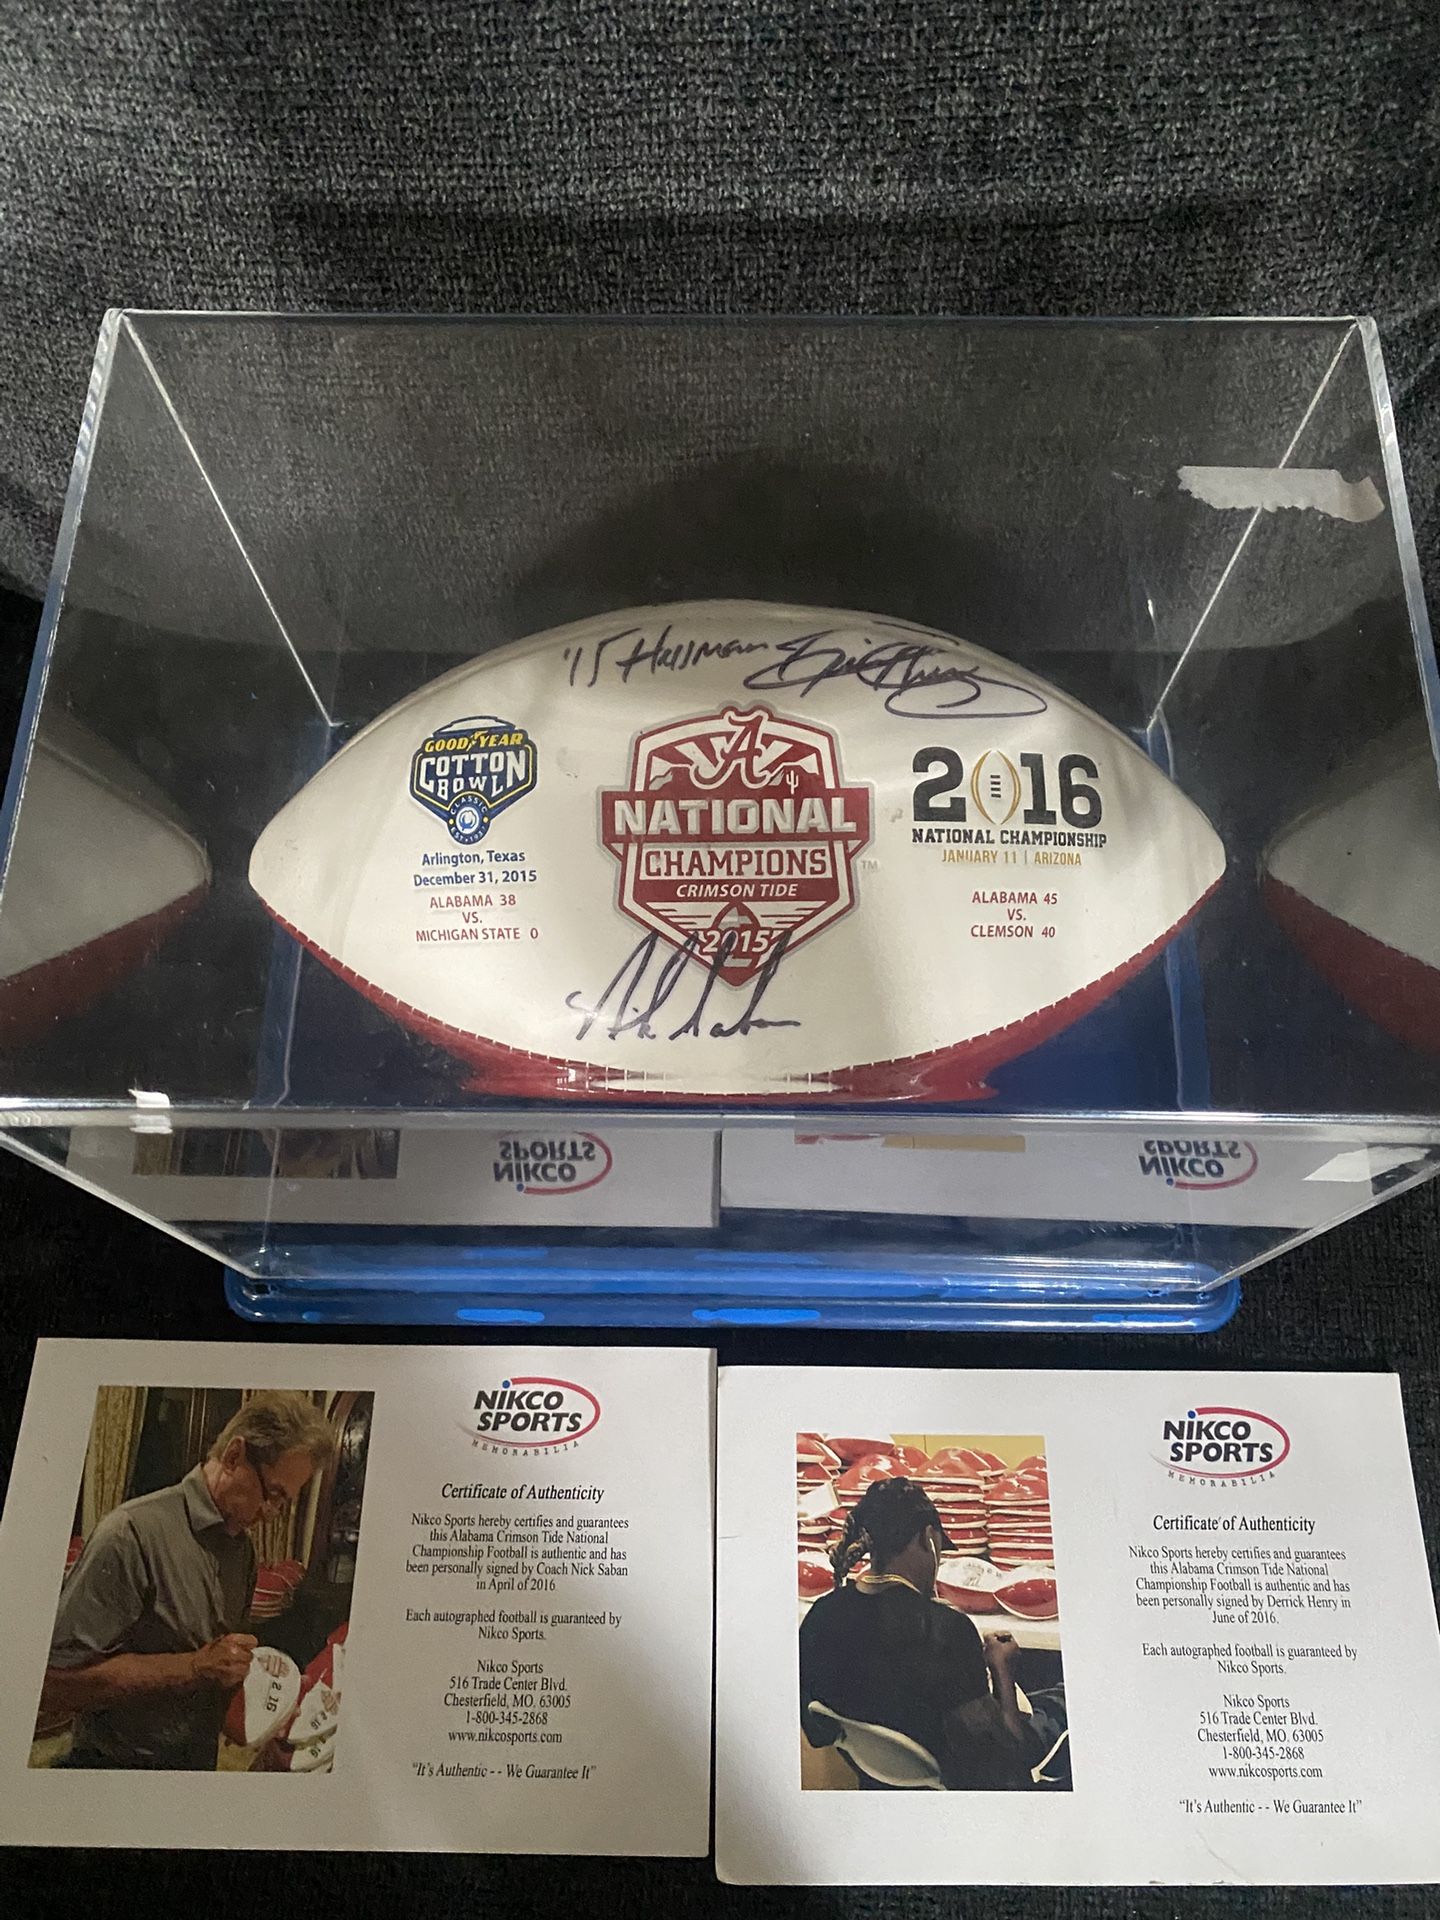 '15 Heisman Derrick Henry
GOODYEAR
COTTON
BOWL
CLASSIC
EST. 1937
Arlington, Texas
December 31, 2015
ALABAMA 38
VS.
MICHIGAN STATE 0
A
NATIONAL
CHAMPIONS
CRIMSON TIDE
2015
TM
2016
NATIONAL CHAMPIONSHIP
JANUARY 11 | ARIZONA
ALABAMA 45
VS.
CLEMSON 40
Nick Saban
NIKCO
SPORTS
NIKCO
SPORTS
NIKCO
SPORTS
MEMORABILIA
Certificate of Authenticity
Nikco Sports hereby certifies and guarantees
this Alabama Crimson Tide National
Championship Football is authentic and has
been personally signed by Coach Nick Saban
in April of 2016
Each autographed football is guaranteed by
Nikco Sports.
Nikco Sports
516 Trade Center Blvd.
Chesterfield, MO. 63005
1-800-345-2868
www.nikcosports.com
"It's Authentic - - We Guarantee It"
NIKCO
SPORTS
MEMORABILIA
Certificate of Authenticity
Nikco Sports hereby certifies and guarantees
this Alabama Crimson Tide National
Championship Football is authentic and has
been personally signed by Derrick Henry in
June of 2016.
Each autographed football is guaranteed by
Nikco Sports.
Nikco Sports
516 Trade Center Blvd.
Chesterfield, MO. 63005
1-800-345-2868
www.nikcosports.com
"It's Authentic - - We Guarantee It"